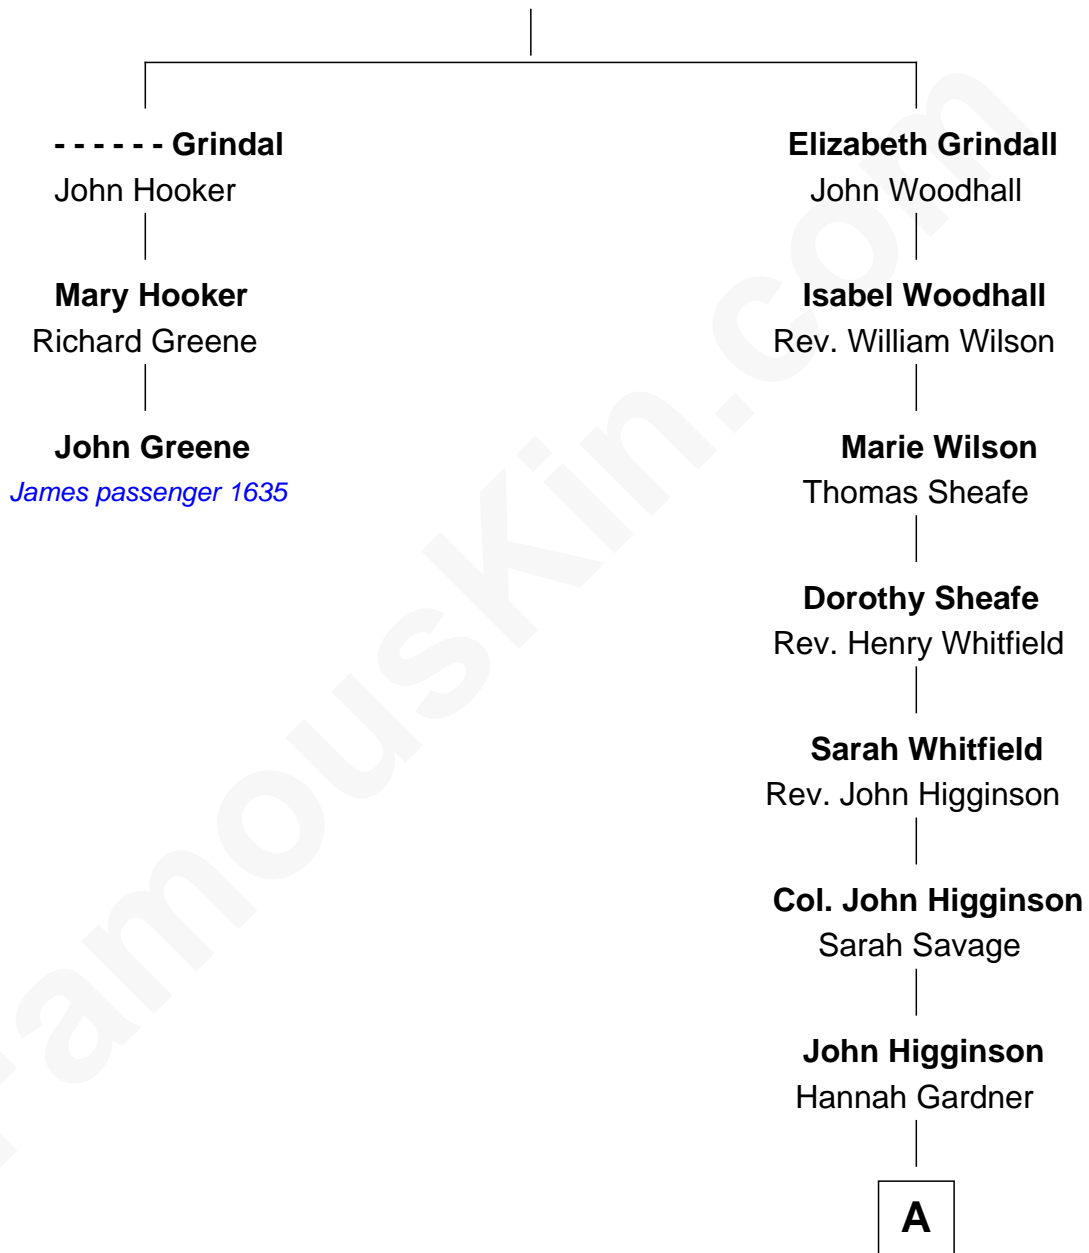 - - - - - - Grindal
John Hooker
Mary Hooker
Richard Greene
John Greene
James passenger 1635
Elizabeth Grindall
John Woodhall
Isabel Woodhall
Rev. William Wilson
Marie Wilson
Thomas Sheafe
Dorothy Sheafe
Rev. Henry Whitfield
Sarah Whitfield
Rev. John Higginson
Col. John Higginson
Sarah Savage
John Higginson
Hannah Gardner
A
FamousKin.com